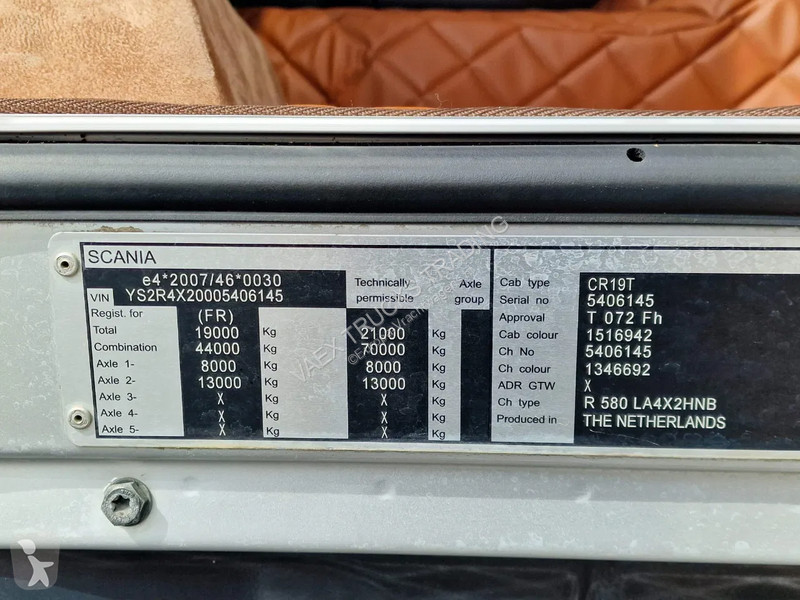 SCANIA
e4*2007/46*0030
VIN YS2R4X20005406145
Regist. for (FR) Technically permissible Axle group
Total 19000 Kg 21000 Kg
Combination 44000 Kg 70000 Kg
Axle 1- 8000 Kg 8000 Kg
Axle 2- 13000 Kg 13000 Kg
Axle 3- X Kg X Kg
Axle 4- X Kg X Kg
Axle 5- X Kg X Kg
Cab type CR19T
Serial no 5406145
Approval T 072 Fh
Cab colour 1516942
Ch No 5406145
Ch colour 1346692
ADR GTW X
Ch type R 580 LA4X2HNB
Produced in THE NETHERLANDS
VAEX TRUCK TRADING